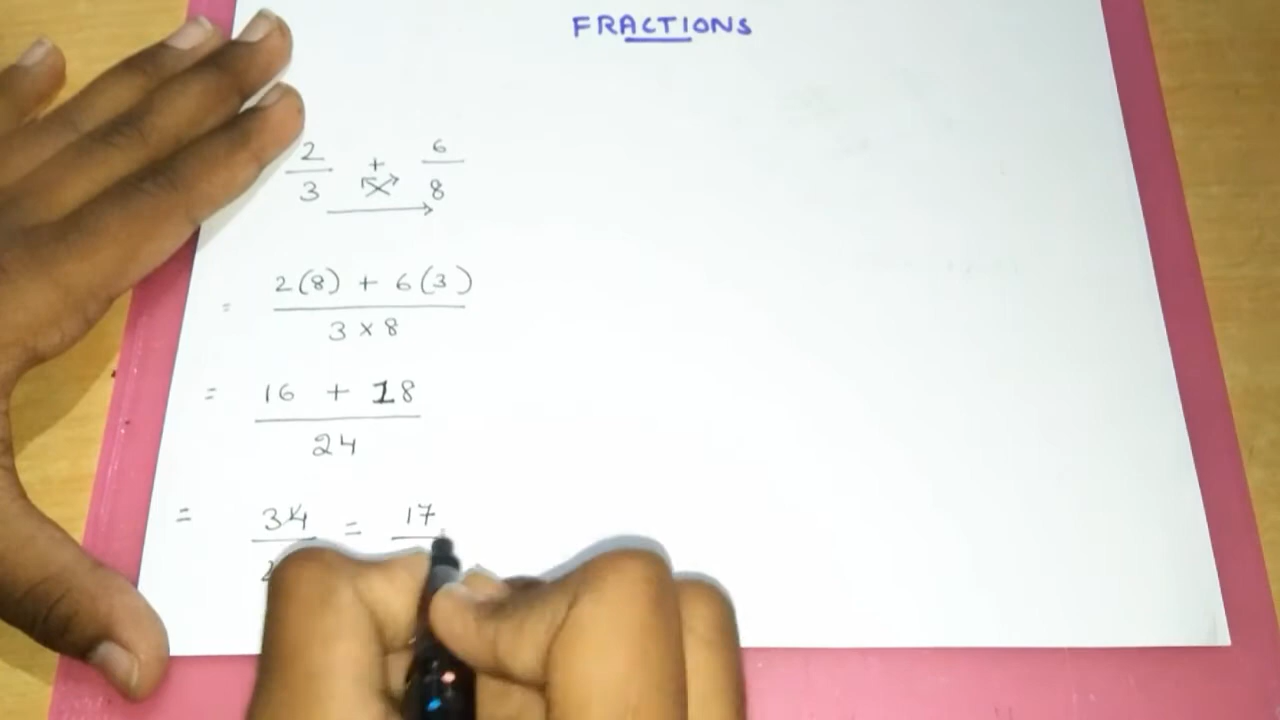 FRACTIONS
2/3 + 6/8
= 2(8) + 6(3) / 3 × 8
= 16 + 18 / 24
= 34 / = 17